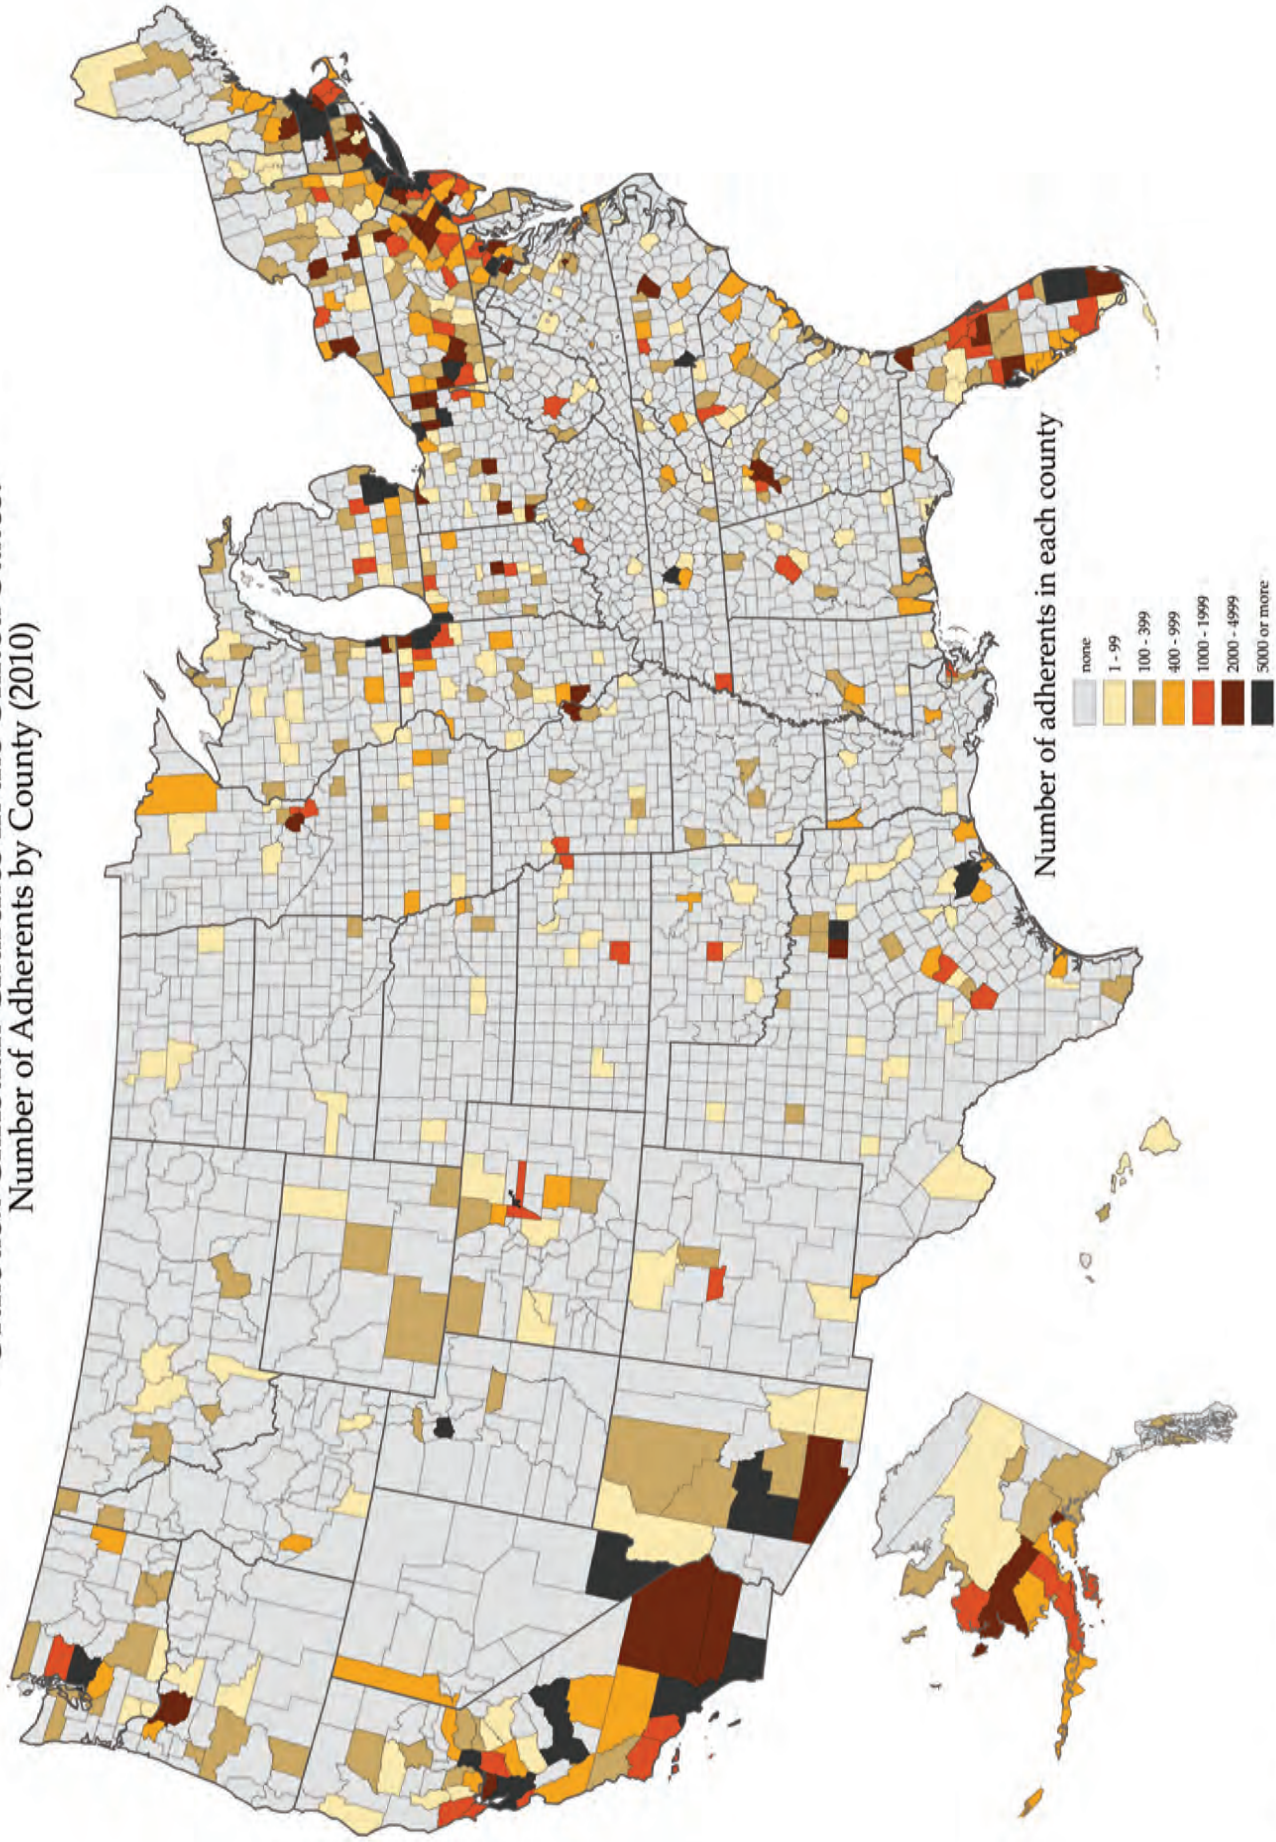 Number of Adherents by County (2010)
Number of adherents in each county
none
1 - 99
100 - 399
400 - 999
1000 - 1999
2000 - 4999
5000 or more